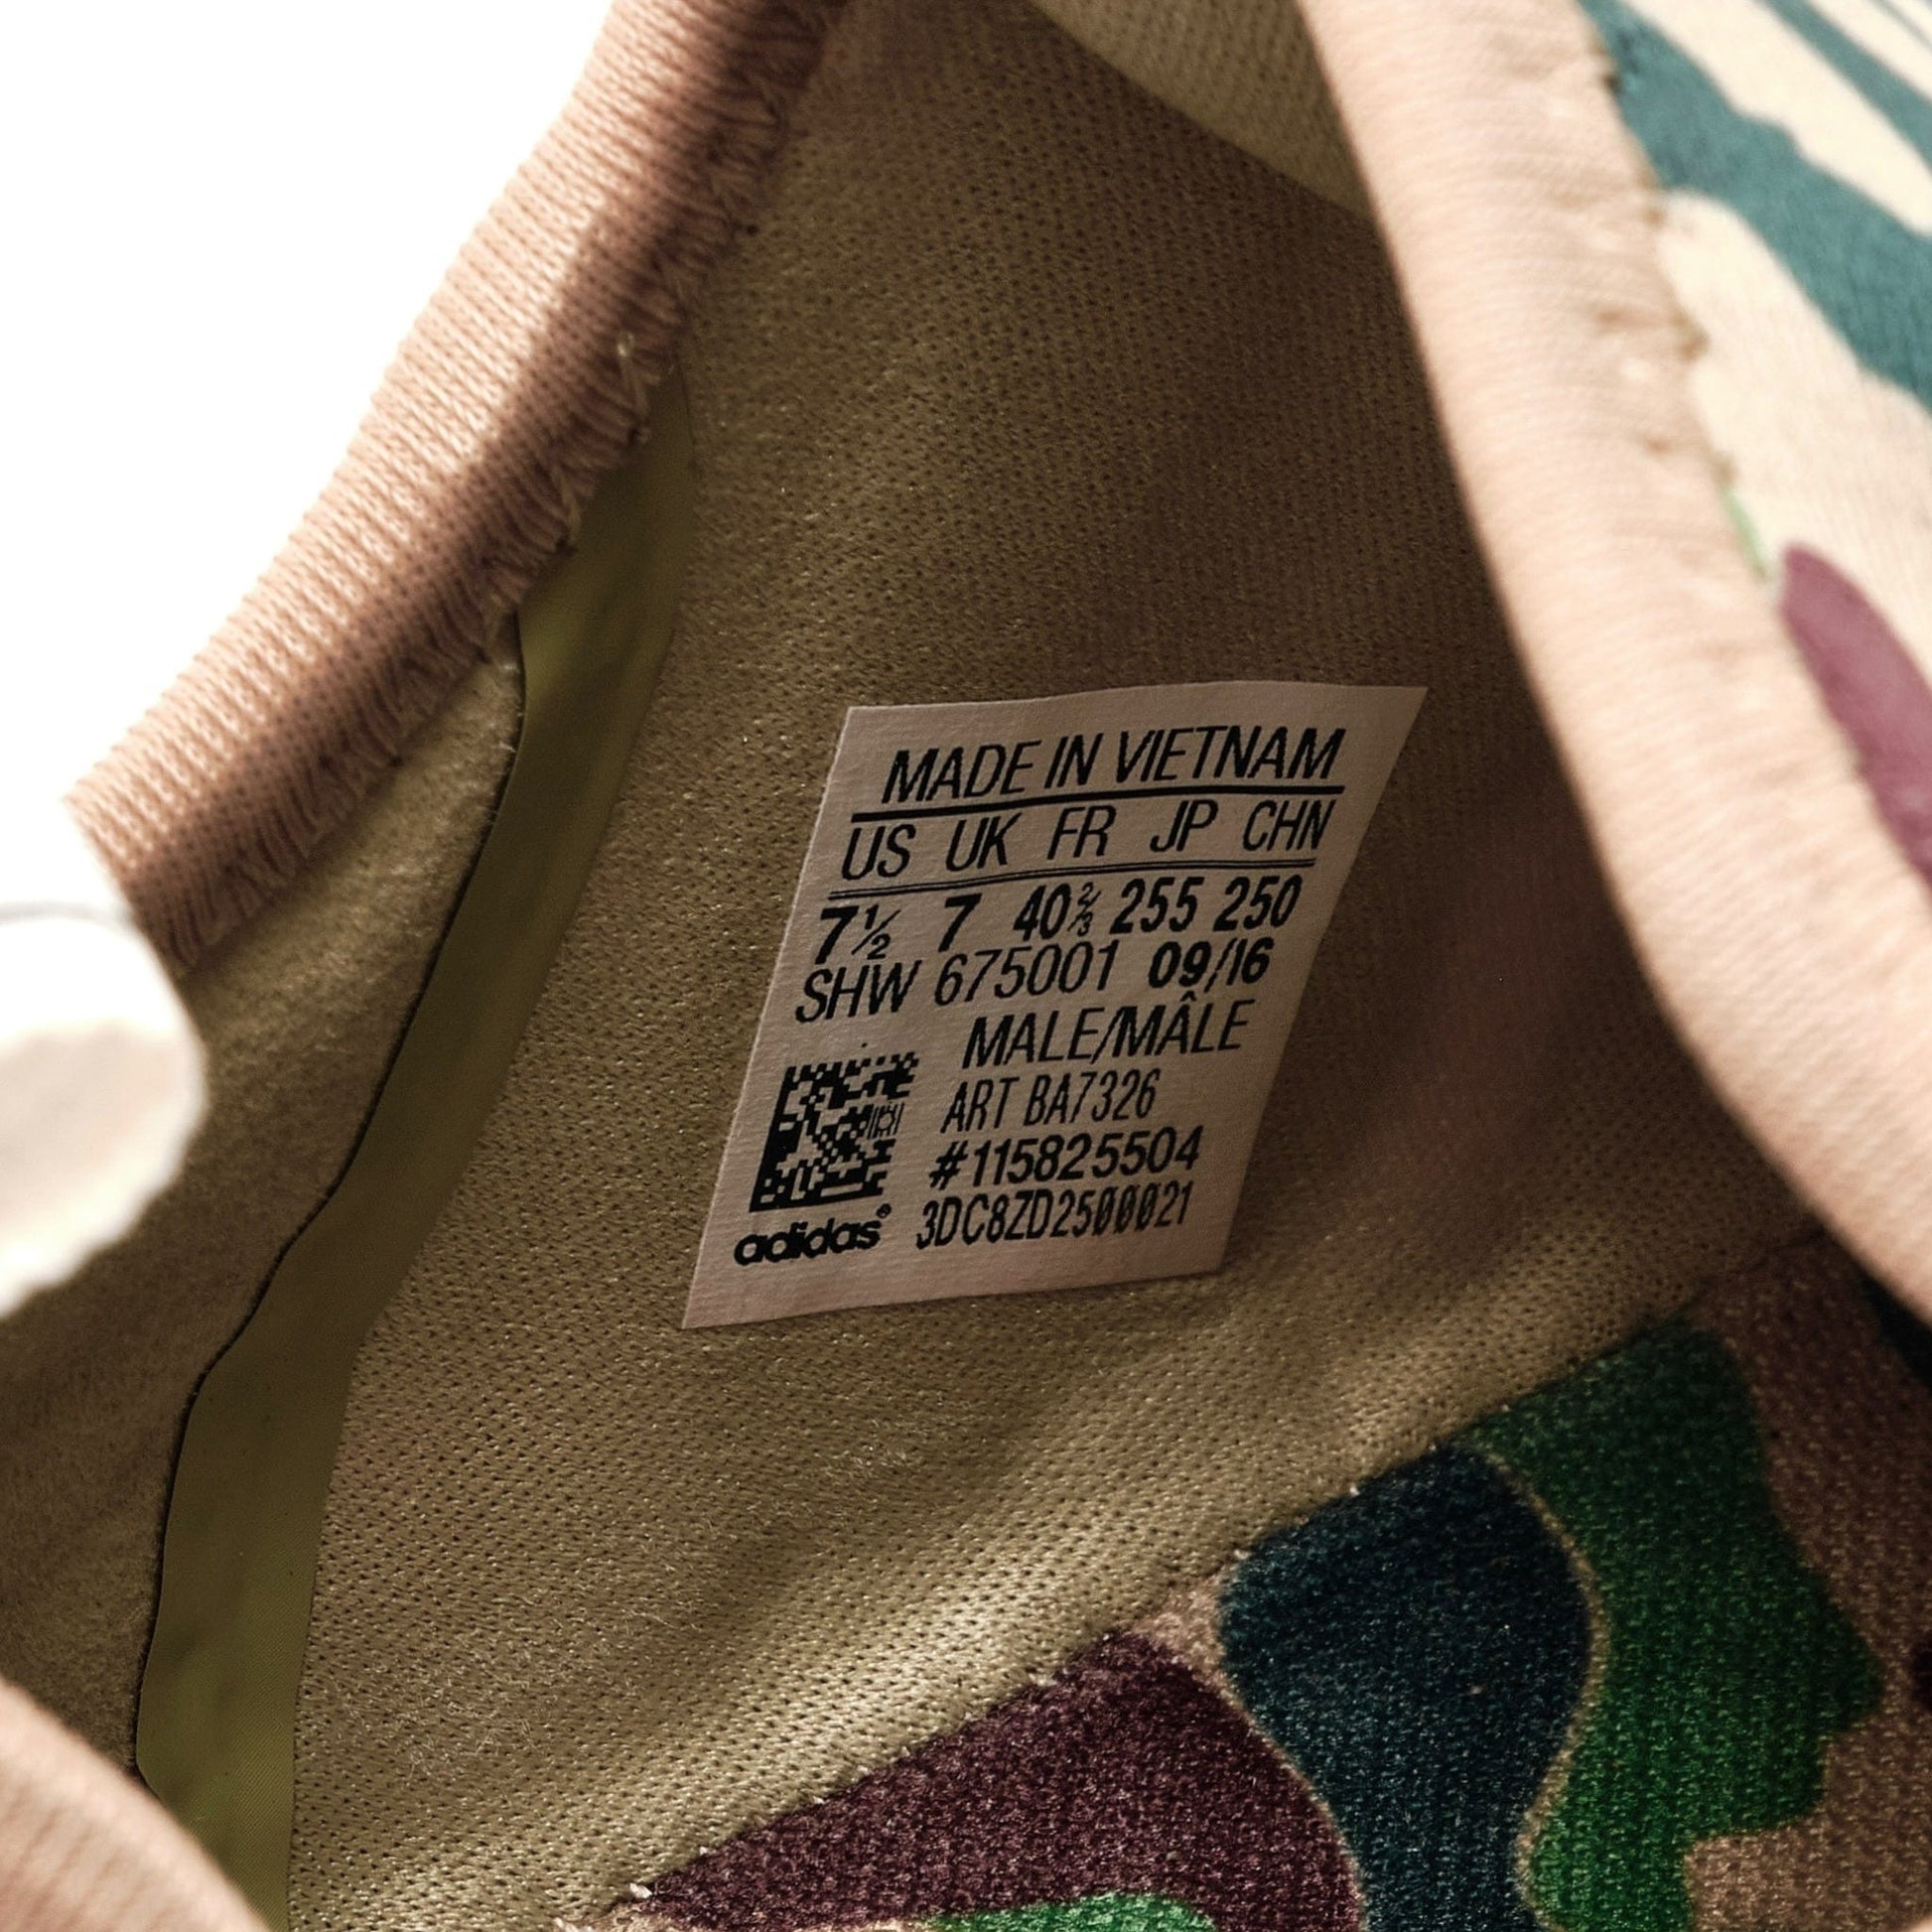 MADE IN VIETNAM
US UK FR JP CHN
7½ 7 40⅔ 255 250
SHW 675001 09/16
MALE/MÂLE
ART BA7326
#115825504
adidas® 3DC8ZD2500021